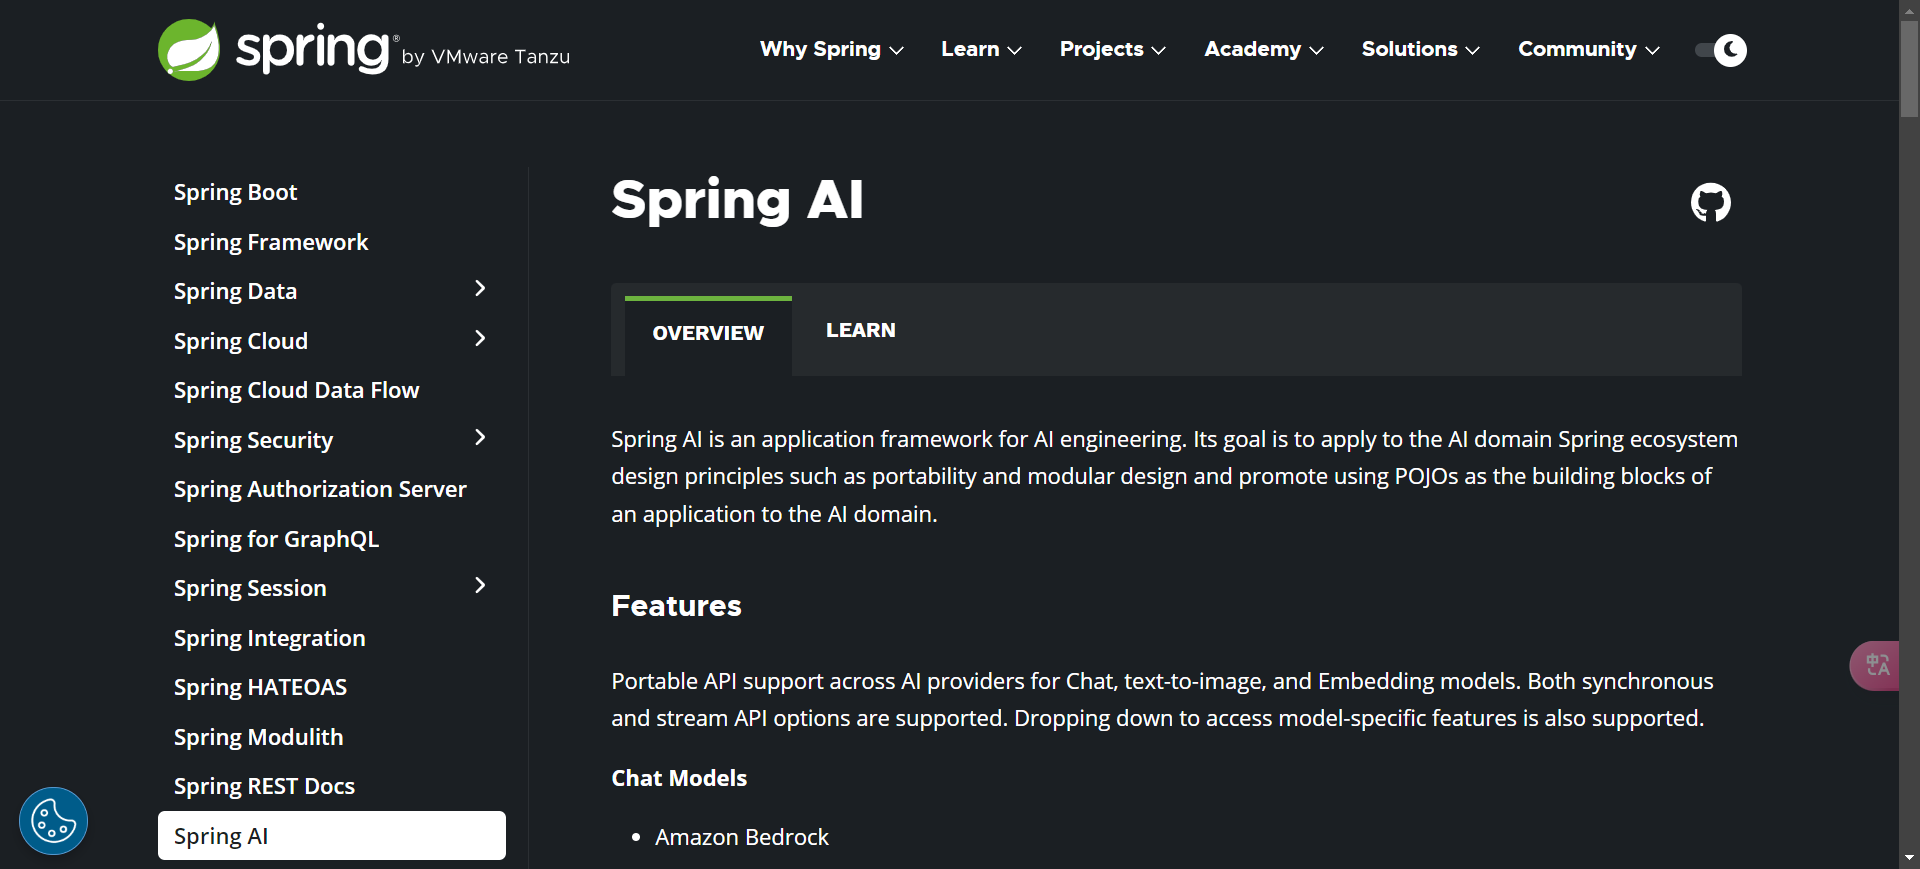 spring® by VMware Tanzu
Why Spring
Learn
Projects
Academy
Solutions
Community
Spring Boot
Spring Framework
Spring Data
Spring Cloud
Spring Cloud Data Flow
Spring Security
Spring Authorization Server
Spring for GraphQL
Spring Session
Spring Integration
Spring HATEOAS
Spring Modulith
Spring REST Docs
Spring AI
Spring AI
OVERVIEW
LEARN
Spring AI is an application framework for AI engineering. Its goal is to apply to the AI domain Spring ecosystem
design principles such as portability and modular design and promote using POJOs as the building blocks of
an application to the AI domain.
Features
Portable API support across AI providers for Chat, text-to-image, and Embedding models. Both synchronous
and stream API options are supported. Dropping down to access model-specific features is also supported.
Chat Models
• Amazon Bedrock
中A